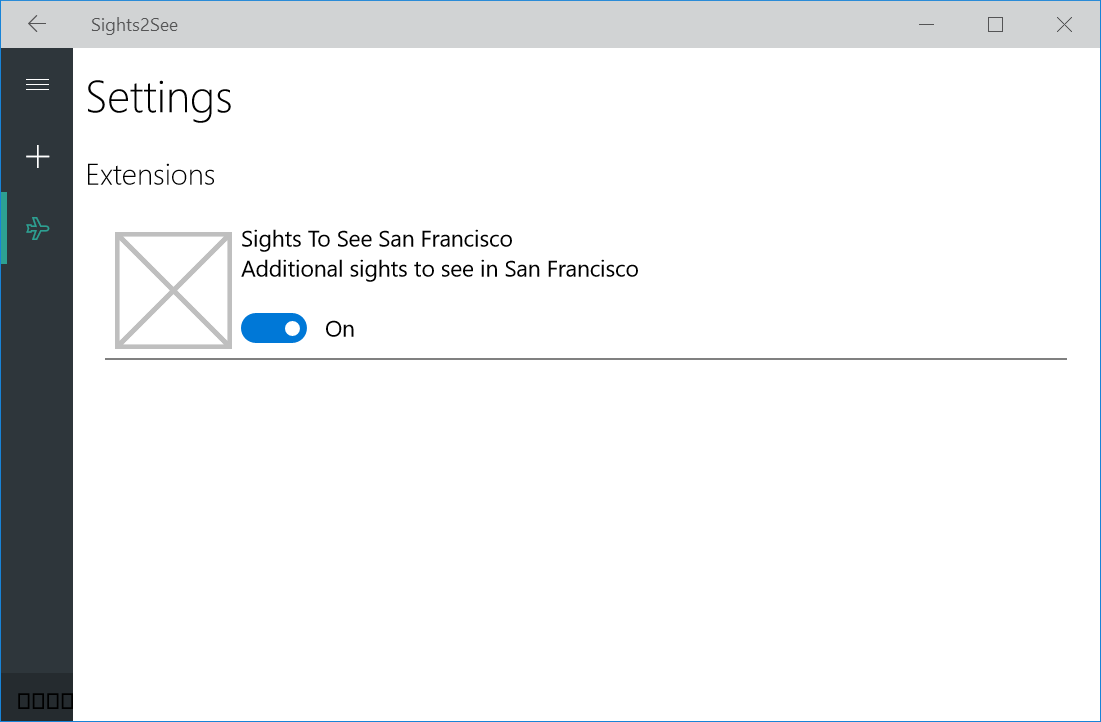 Sights2See
Settings
Extensions
Sights To See San Francisco
Additional sights to see in San Francisco
On